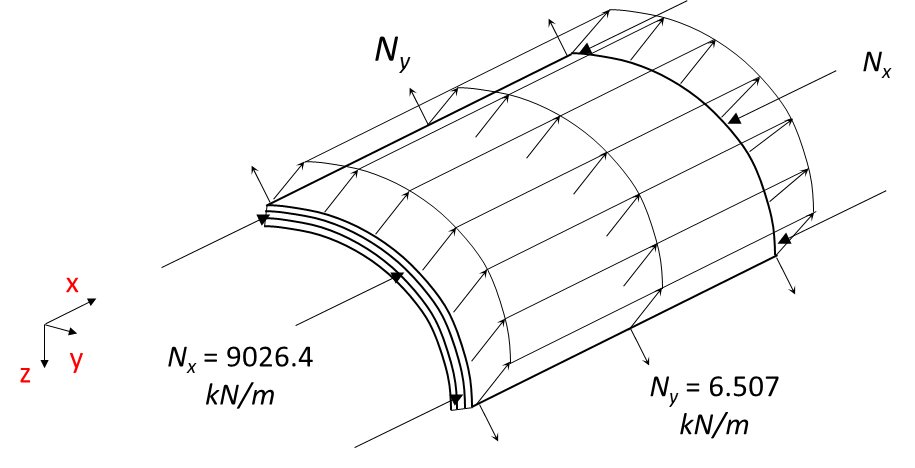 N_y
N_x
x
y
z
N_x = 9026.4
kN/m
N_y = 6.507
kN/m